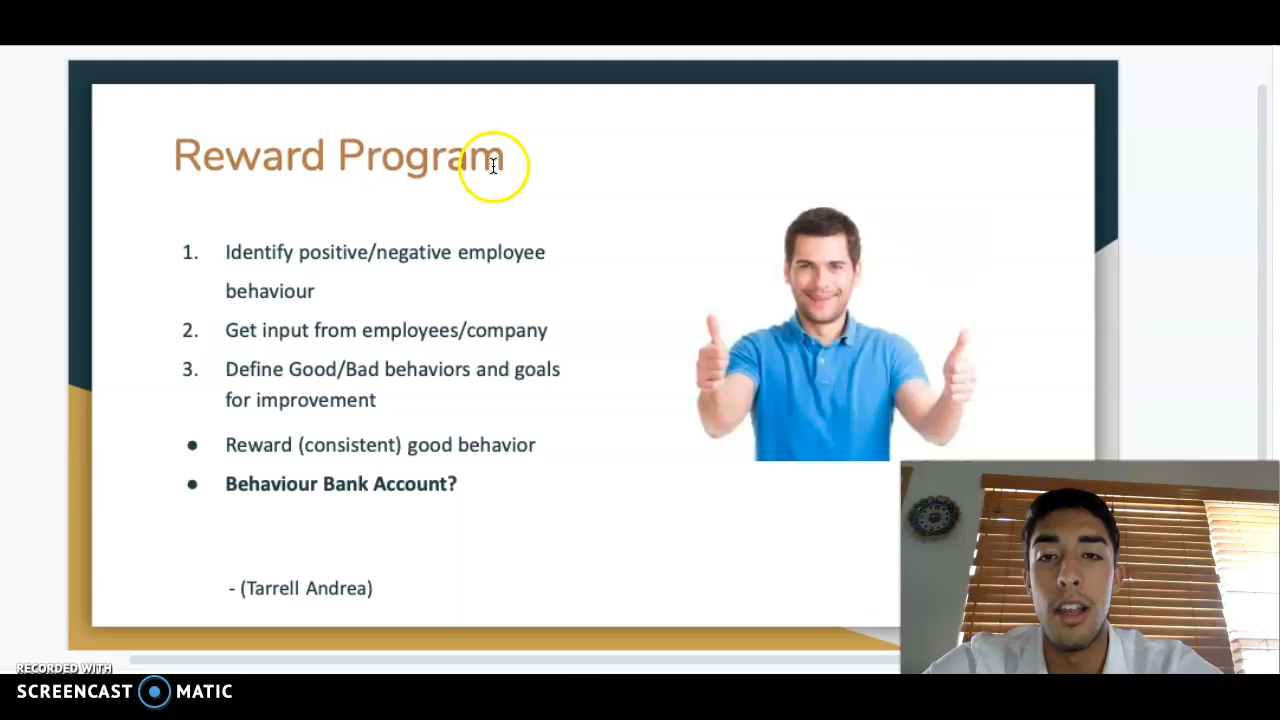 Reward Program
1. Identify positive/negative employee
behaviour
2. Get input from employees/company
3. Define Good/Bad behaviors and goals
for improvement
● Reward (consistent) good behavior
● Behaviour Bank Account?
- (Tarrell Andrea)
RECORDED WITH
SCREENCAST MATIC